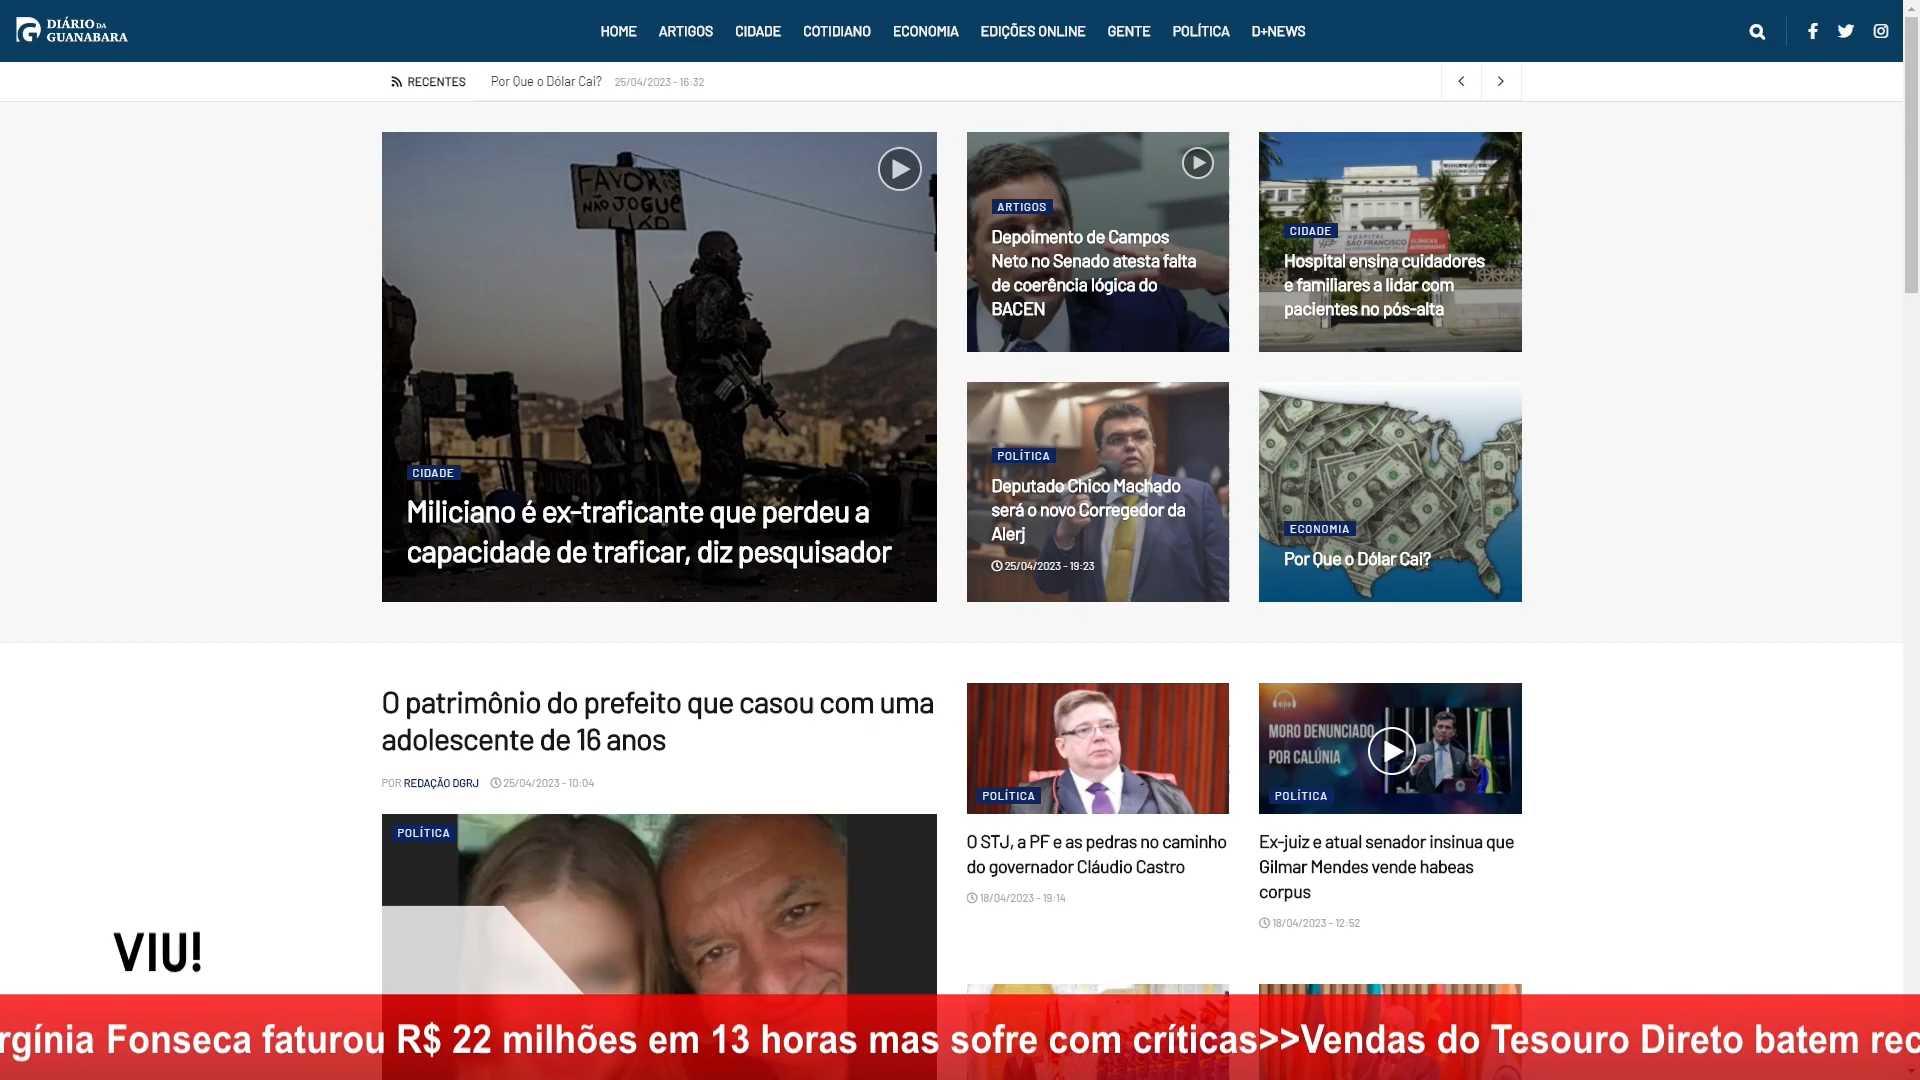 DIÁRIO DA
GUANABARA
HOME ARTIGOS CIDADE COTIDIANO ECONOMIA EDIÇÕES ONLINE GENTE POLÍTICA D+NEWS
RECENTES Por Que o Dólar Cai? 25/04/2023 - 16:32
FAVOR
NÃO JOGUE
LIXO
CIDADE
Miliciano é ex-traficante que perdeu a
capacidade de traficar, diz pesquisador
ARTIGOS
Depoimento de Campos
Neto no Senado atesta falta
de coerência lógica do
BACEN
HOSPITAL
SÃO FRANCISCO
CLÍNICAS
INTEGRADAS
CIDADE
Hospital ensina cuidadores
e familiares a lidar com
pacientes no pós-alta
POLÍTICA
Deputado Chico Machado
será o novo Corregedor da
Alerj
25/04/2023 - 19:23
ECONOMIA
Por Que o Dólar Cai?
O patrimônio do prefeito que casou com uma
adolescente de 16 anos
POR REDAÇÃO DGRJ 25/04/2023 - 10:04
POLÍTICA
POLÍTICA
O STJ, a PF e as pedras no caminho
do governador Cláudio Castro
18/04/2023 - 19:14
MORO DENUNCIADO
POR CALÚNIA
POLÍTICA
Ex-juiz e atual senador insinua que
Gilmar Mendes vende habeas
corpus
18/04/2023 - 12:52
VIU!
rgínia Fonseca faturou R$ 22 milhões em 13 horas mas sofre com críticas>>Vendas do Tesouro Direto batem rec